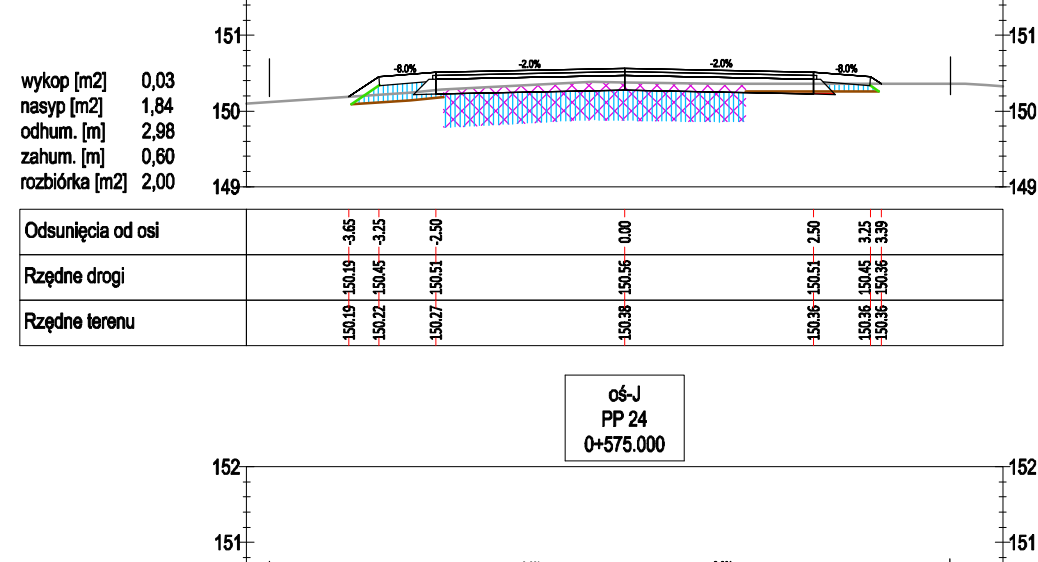 151 151
-8.0% -2.0% -2.0% -8.0%
wykop [m2] 0,03
nasyp [m2] 1,84
150 150
odhum. [m] 2,98
zahum. [m] 0,60
rozbiórka [m2] 2,00
149 149
Odsunięcia od osi -3.65 -3.25 -2.50 0.00 2.50 3.25 3.39
Rzędne drogi 150.19 150.45 150.51 150.56 150.51 150.45 150.36
Rzędne terenu 150.19 150.22 150.27 150.38 150.36 150.36 150.36
oś-J
PP 24
0+575.000
152 152
151 151